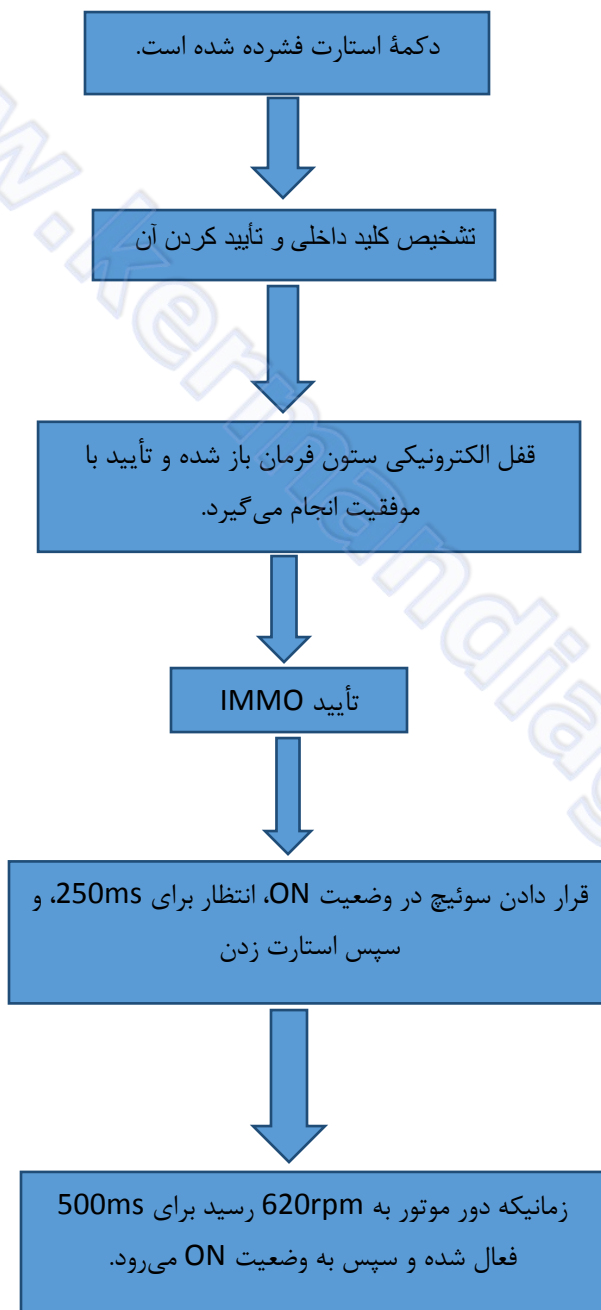 دکمۀ استارت فشرده شده است.
تشخیص کلید داخلی و تأیید کردن آن
قفل الکترونیکی ستون فرمان باز شده و تأیید با
موفقیت انجام می‌گیرد.
تأیید IMMO
قرار دادن سوئیچ در وضعیت ON، انتظار برای 250ms، و
سپس استارت زدن
زمانیکه دور موتور به 620rpm رسید برای 500ms
فعال شده و سپس به وضعیت ON می‌رود.
w.kermandiag